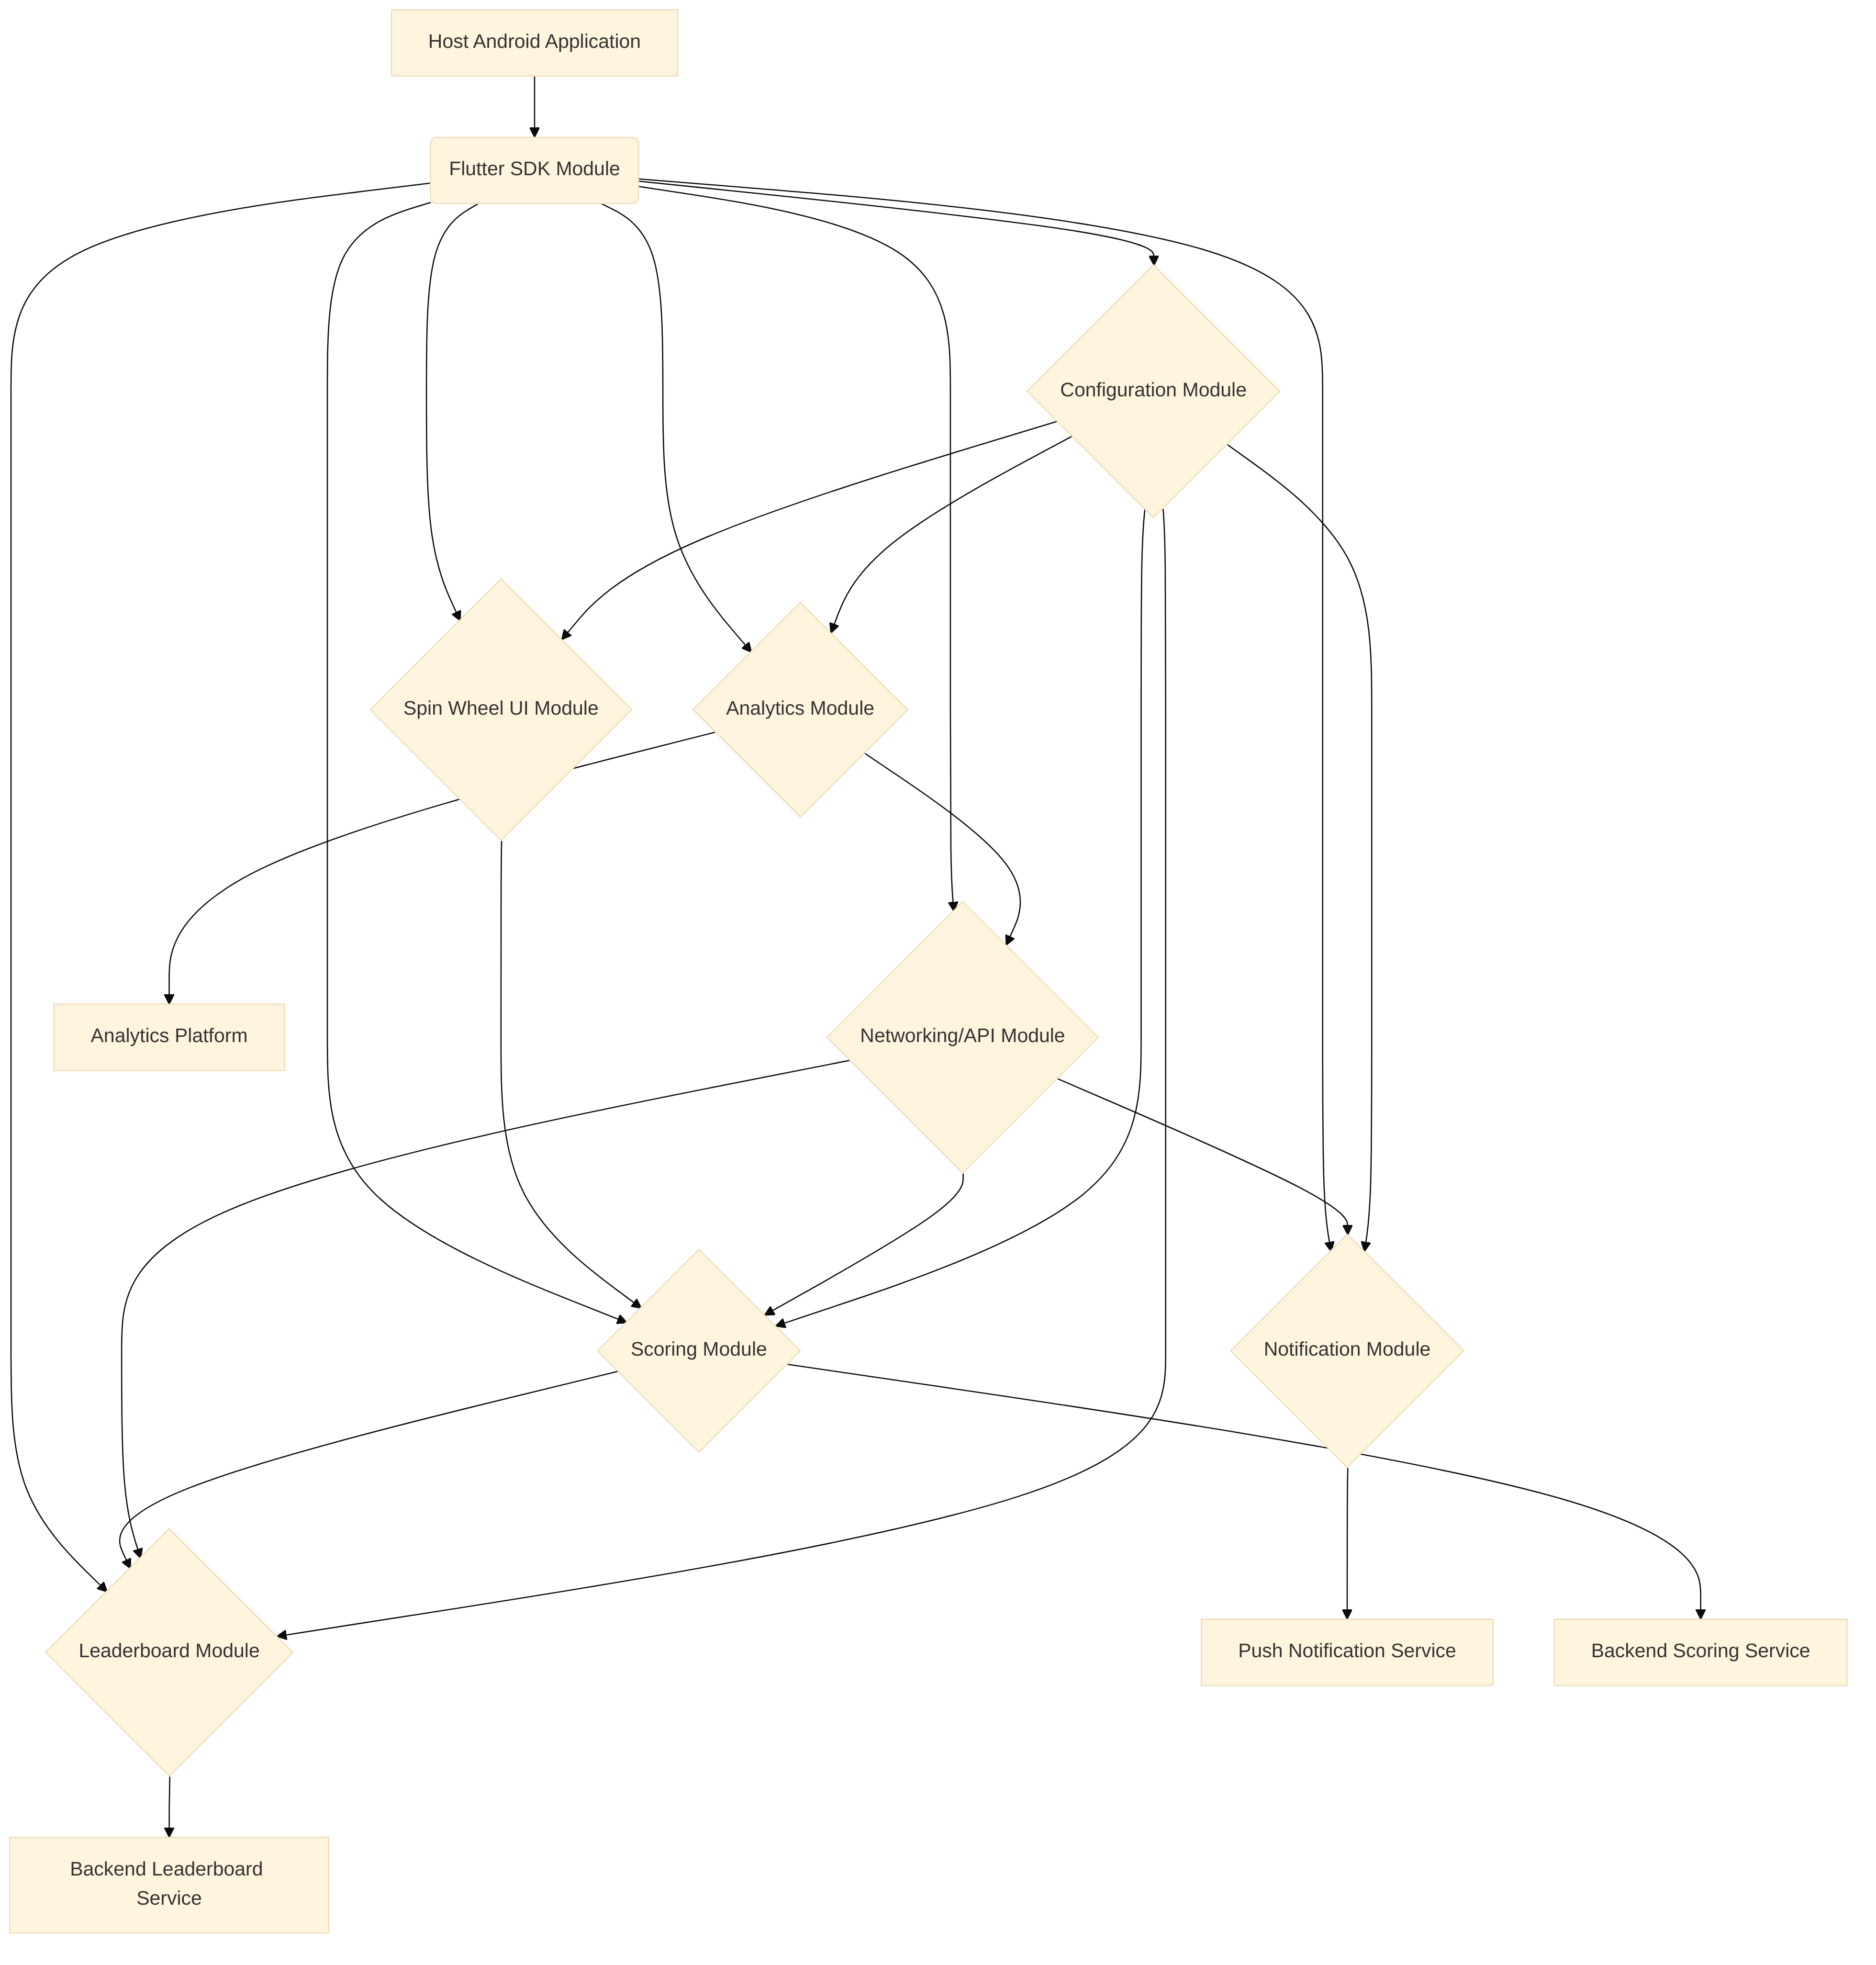 Host Android Application
Flutter SDK Module
Configuration Module
Spin Wheel UI Module
Analytics Module
Analytics Platform
Networking/API Module
Scoring Module
Notification Module
Leaderboard Module
Push Notification Service
Backend Scoring Service
Backend Leaderboard
Service